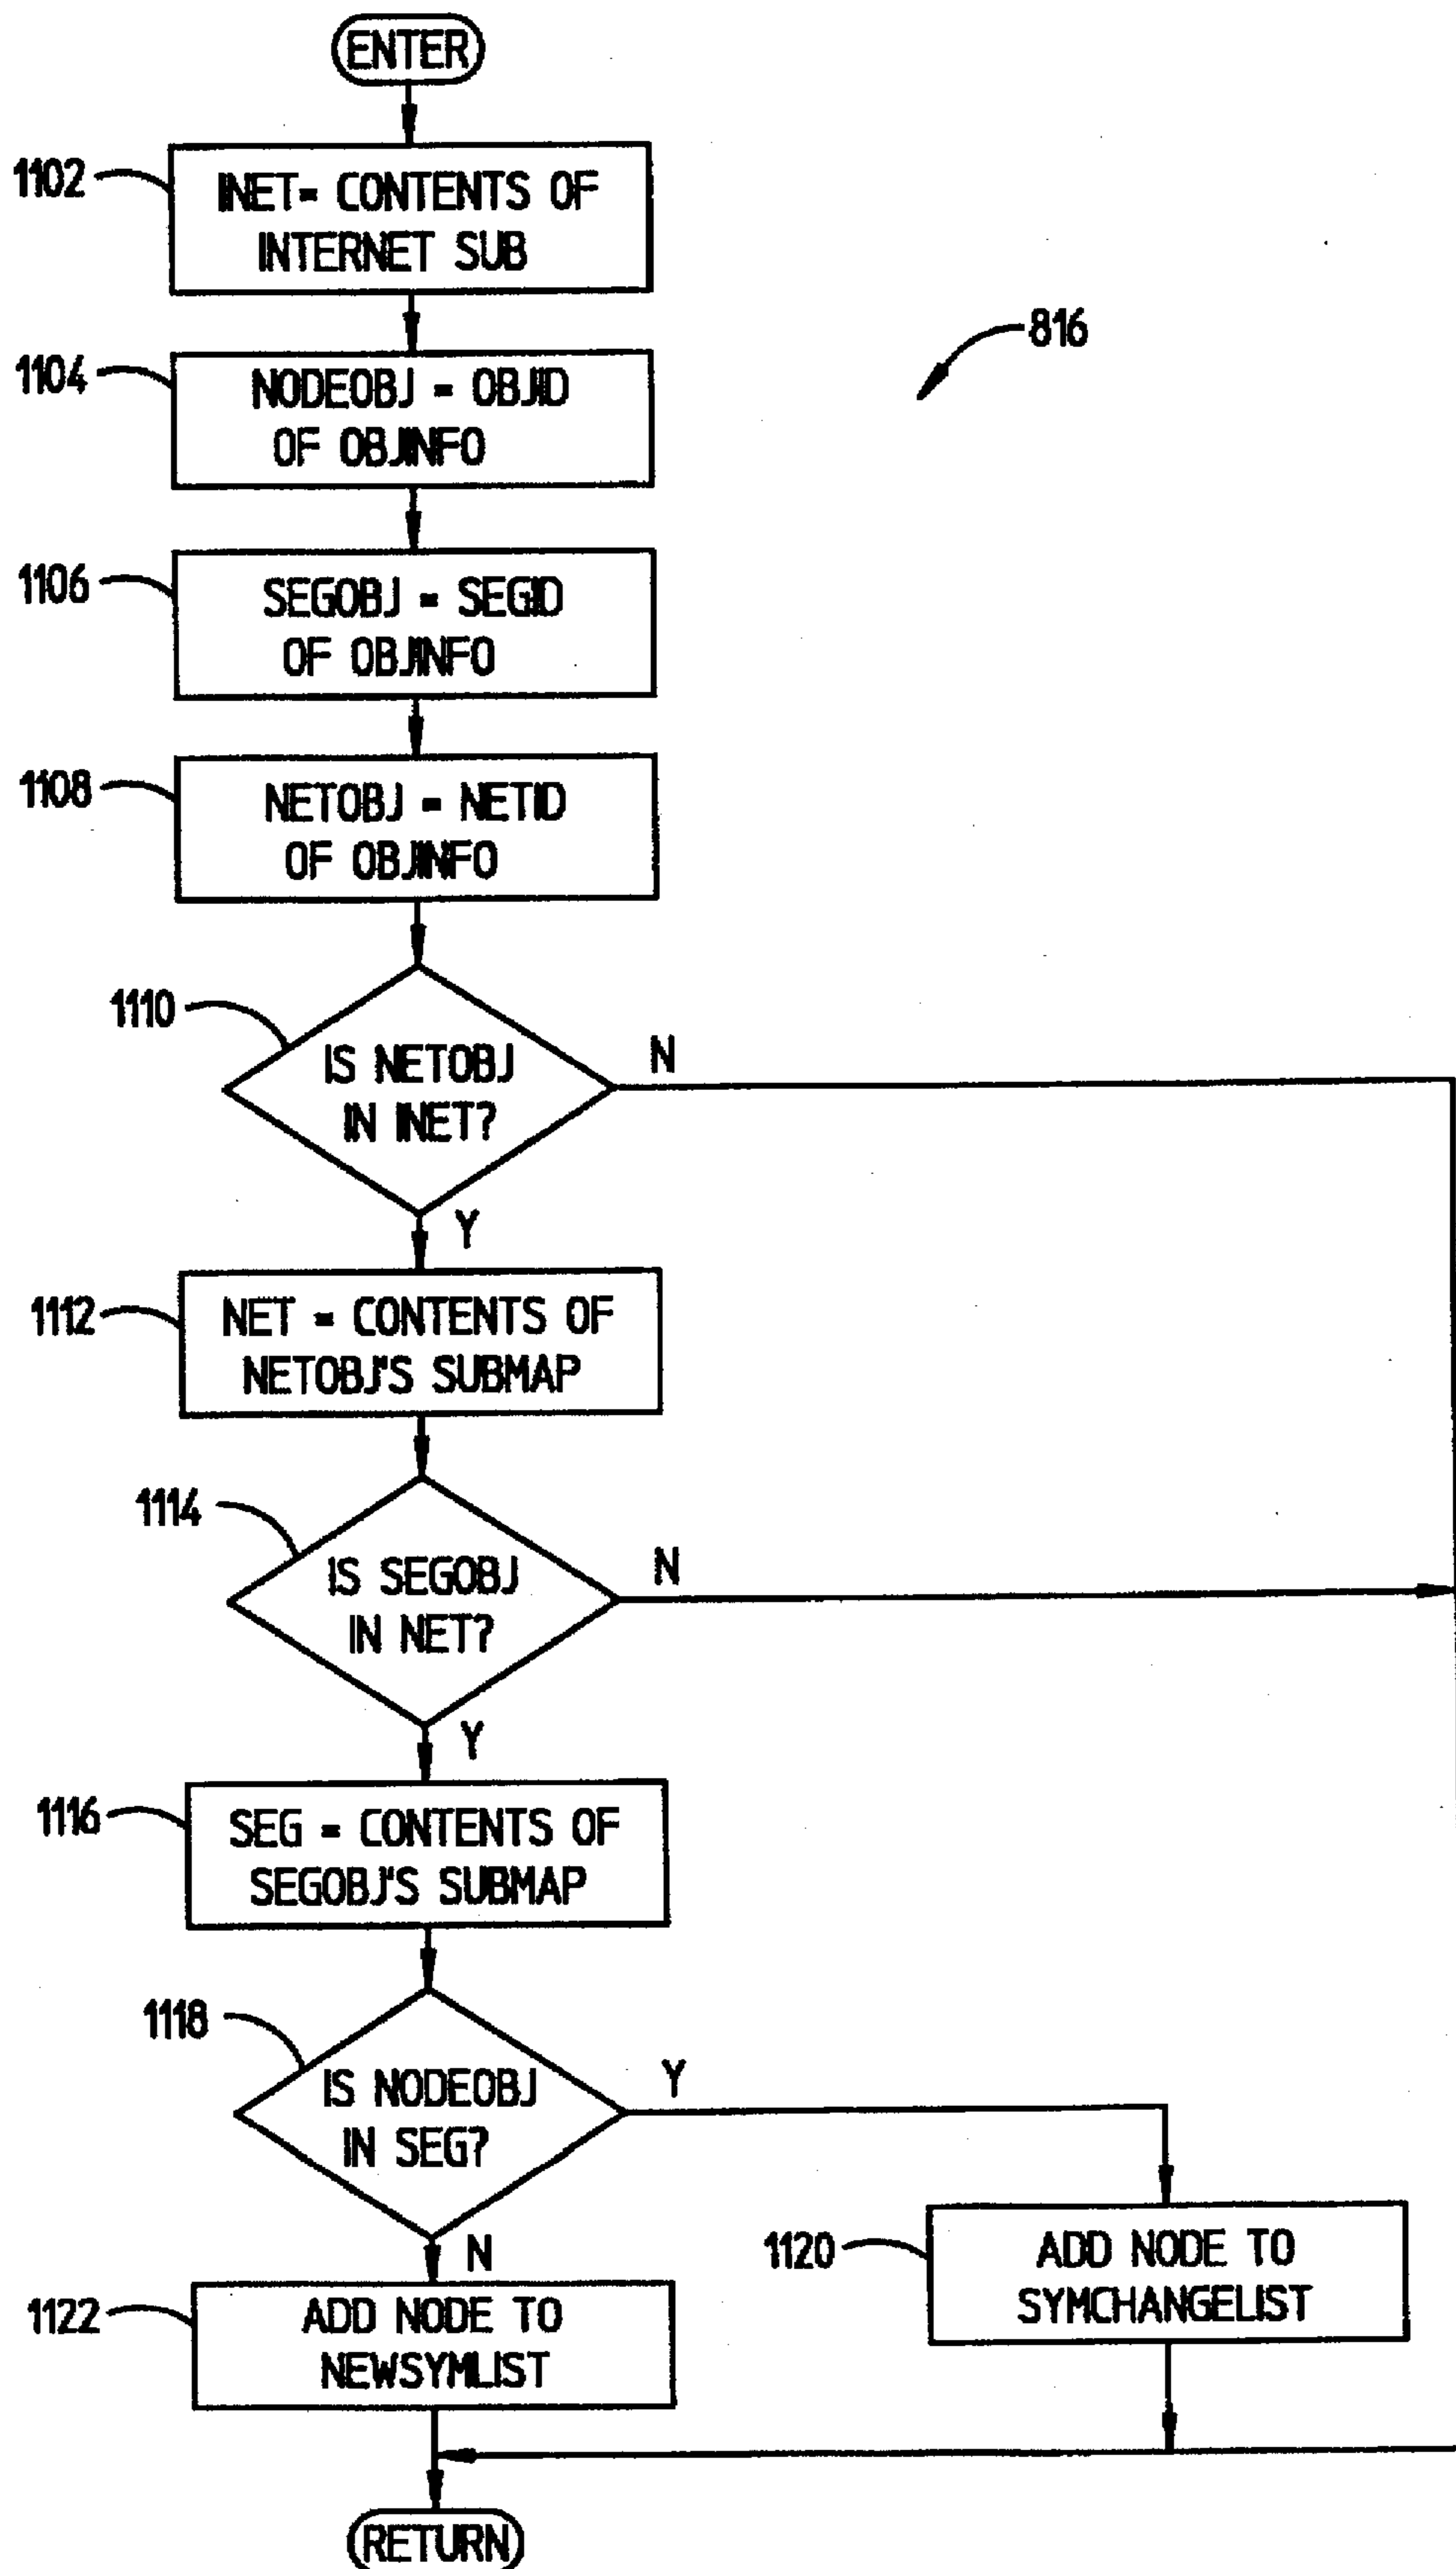 ENTER
1102
INET= CONTENTS OF
INTERNET SUB
816
1104
NODEOBJ = OBJID
OF OBJINFO
1106
SEGOBJ = SEGID
OF OBJINFO
1108
NETOBJ = NETID
OF OBJINFO
1110
IS NETOBJ
IN INET?
N
Y
1112
NET = CONTENTS OF
NETOBJ'S SUBMAP
1114
IS SEGOBJ
IN NET?
N
Y
1116
SEG = CONTENTS OF
SEGOBJ'S SUBMAP
1118
IS NODEOBJ
IN SEG?
Y
N
1120
ADD NODE TO
SYMCHANGELIST
1122
ADD NODE TO
NEWSYMLIST
RETURN